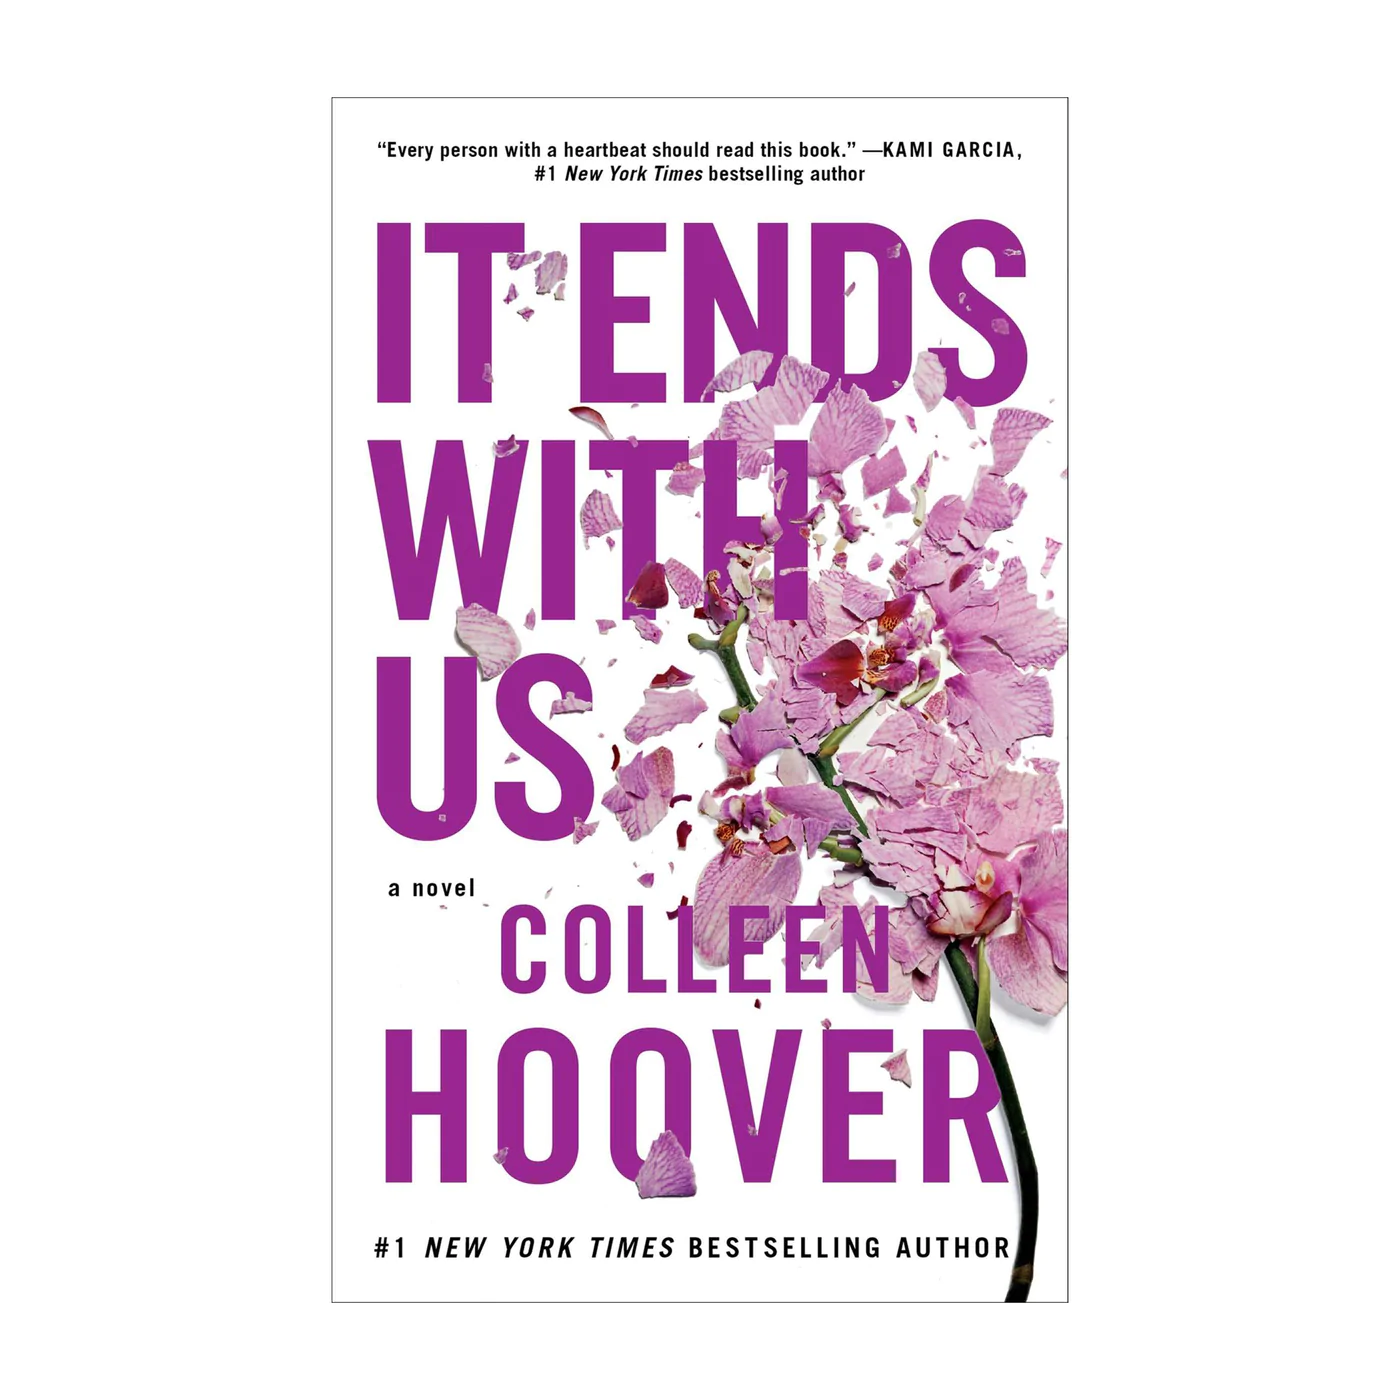 “Every person with a heartbeat should read this book.” —KAMI GARCIA,
#1 New York Times bestselling author
IT ENDS
WITH
US
a novel
COLLEEN
HOOVER
#1 NEW YORK TIMES BESTSELLING AUTHOR